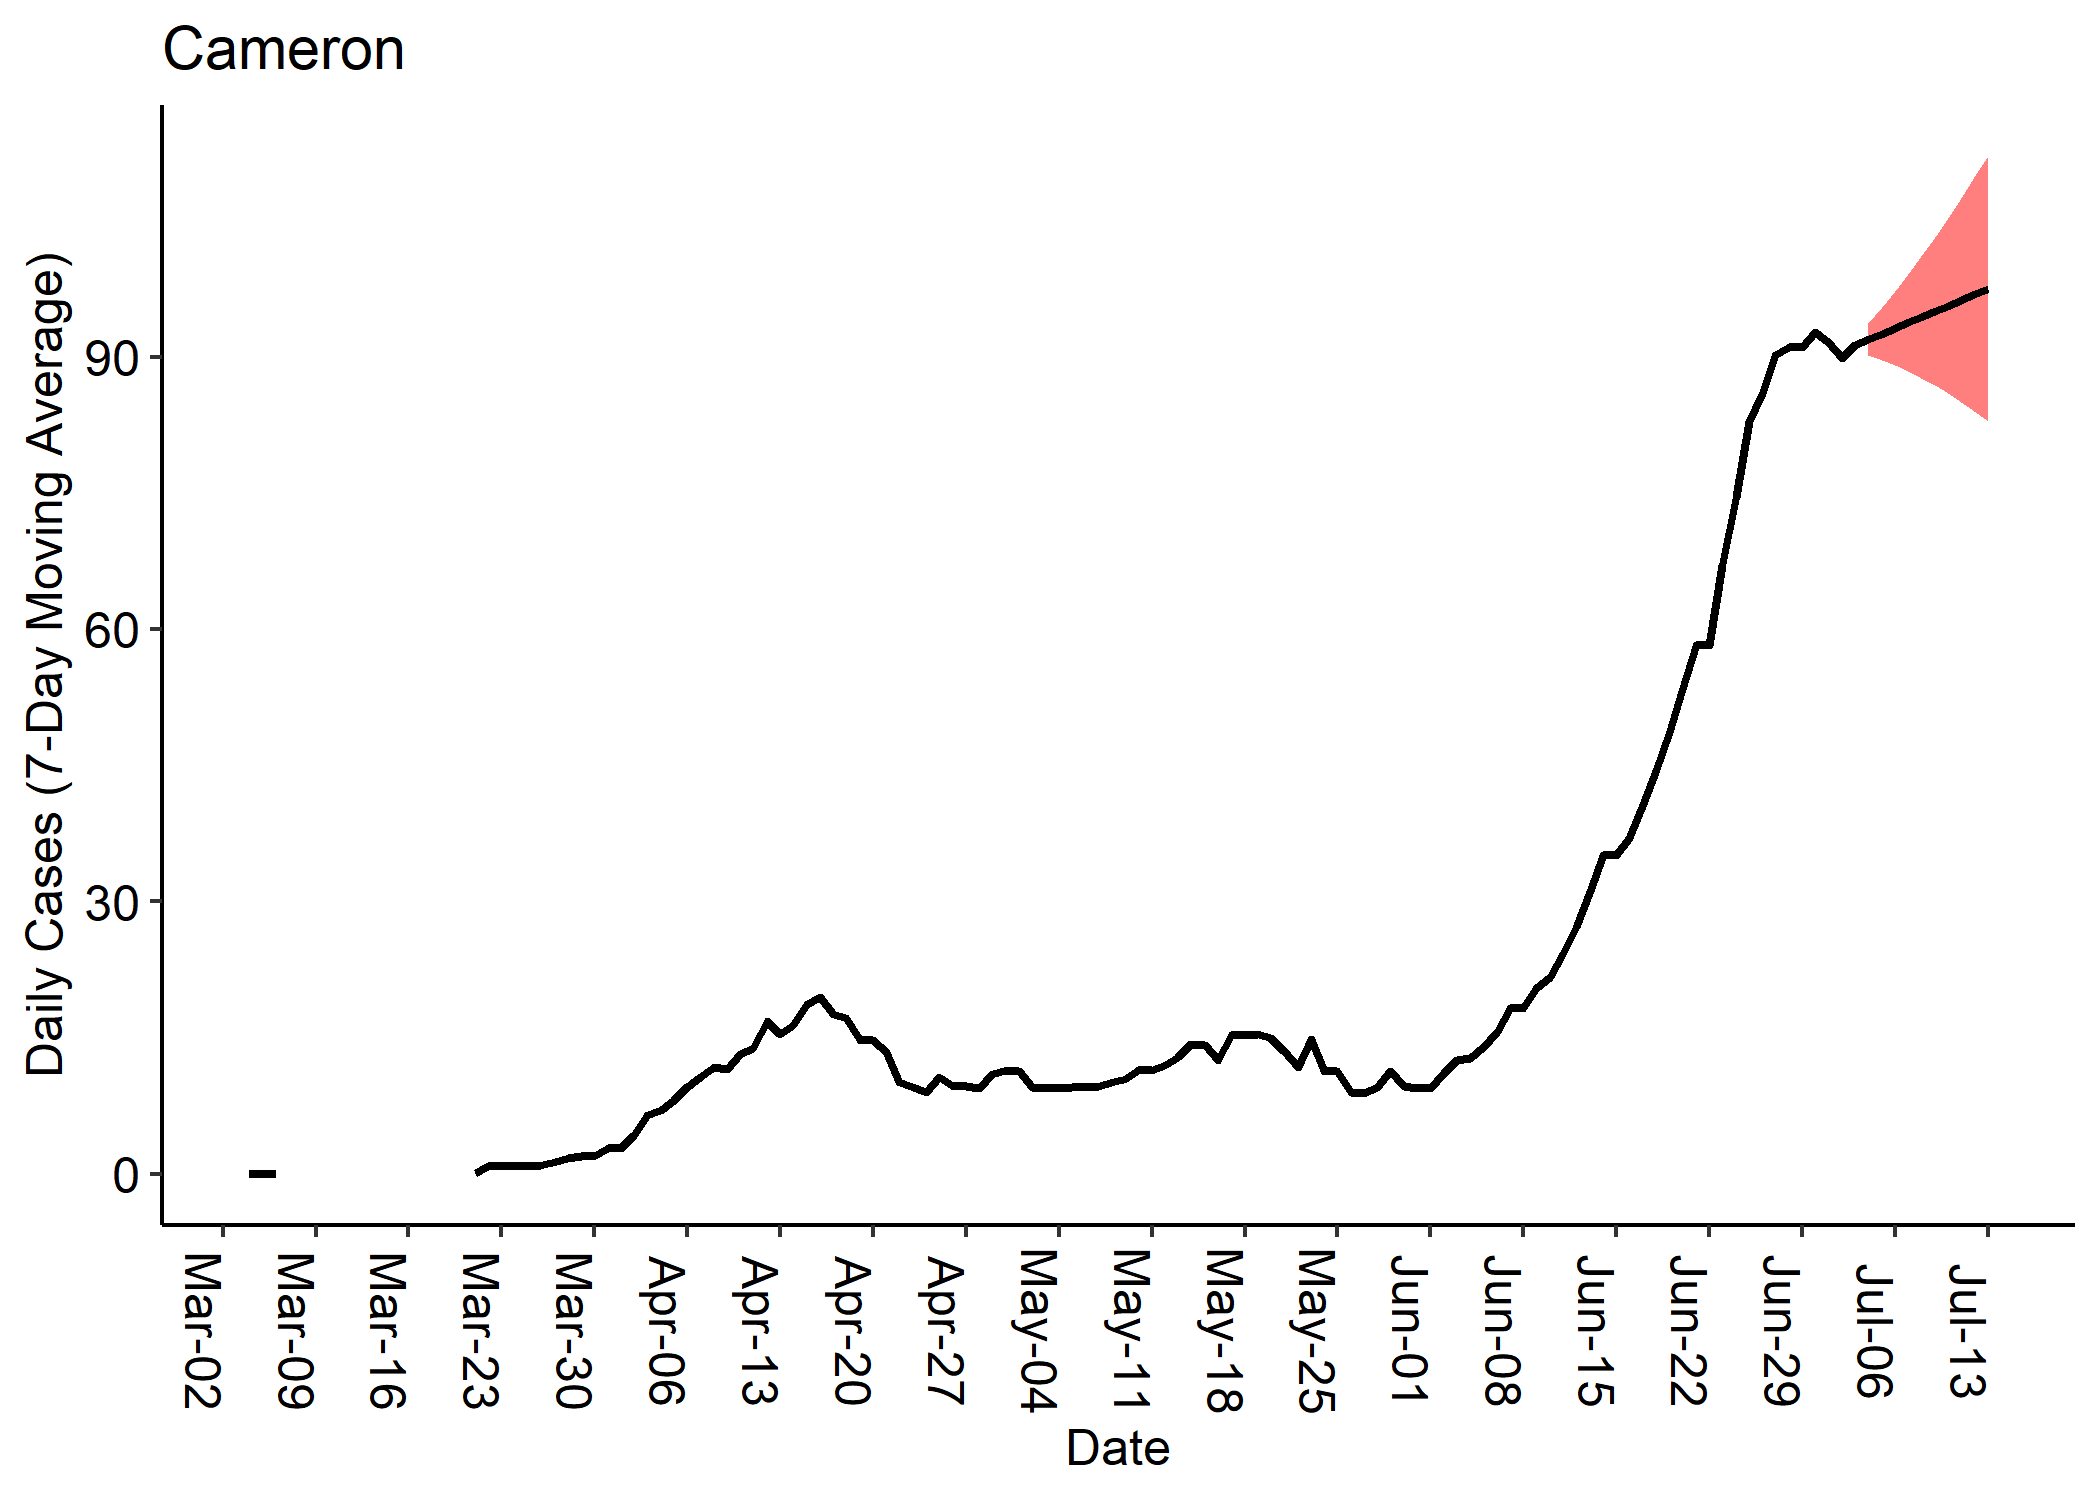 Cameron
Daily Cases (7-Day Moving Average)
90
60
30
0
Mar-02
Mar-09
Mar-16
Mar-23
Mar-30
Apr-06
Apr-13
Apr-20
Apr-27
May-04
May-11
May-18
May-25
Jun-01
Jun-08
Jun-15
Jun-22
Jun-29
Jul-06
Jul-13
Date